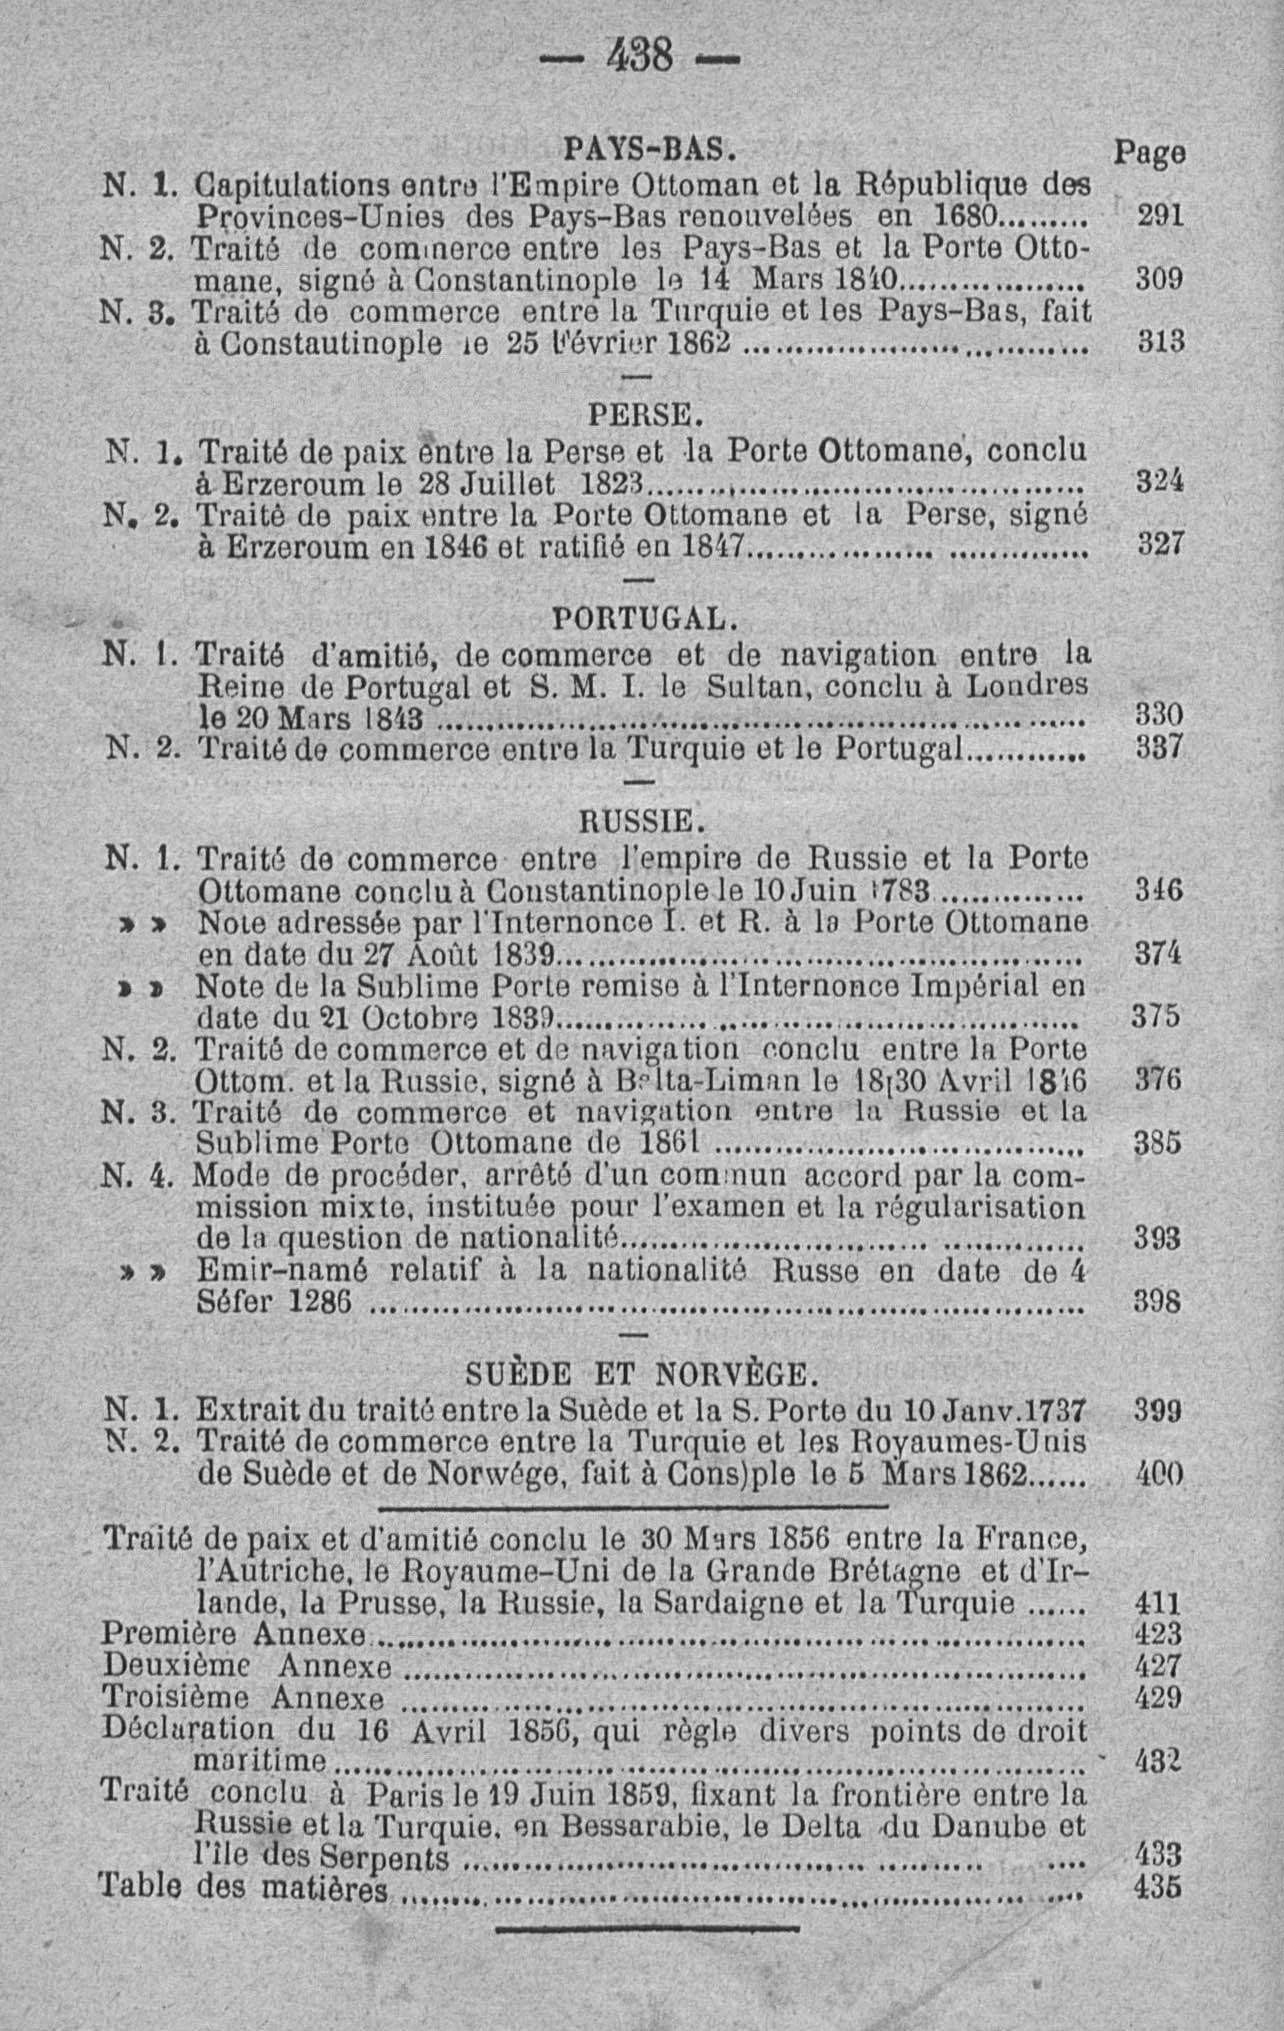 — 438 —
PAYS-BAS.
Page
N. 1. Capitulations entre l'Empire Ottoman et la République des
Provinces-Unies des Pays-Bas renouvelées en 1680......... 291
N. 2. Traité de commerce entre les Pays-Bas et la Porte Otto-
mane, signé à Constantinople le 14 Mars 1840.................. 309
N. 3. Traité de commerce entre la Turquie et les Pays-Bas, fait
à Constautinople le 25 Février 1862 .................................. 313
—
PERSE.
N. 1. Traité de paix entre la Perse et la Porte Ottomane, conclu
à Erzeroum le 28 Juillet 1823........................................... 324
N. 2. Traitê de paix entre la Porte Ottomane et la Perse, signé
à Erzeroum en 1846 et ratifié en 1847.................. .............. 327
—
PORTUGAL.
N. 1. Traité d'amitié, de commerce et de navigation entre la
Reine de Portugal et S. M. I. le Sultan, conclu à Londres
le 20 Mars 1843 ................................................................ 330
N. 2. Traité de commerce entre la Turquie et le Portugal............ 337
—
RUSSIE.
N. 1. Traité de commerce entre l'empire de Russie et la Porte
Ottomane conclu à Constantinople le 10 Juin 1783.............. 346
» » Note adressée par l'Internonce I. et R. à la Porte Ottomane
en date du 27 Août 1839.................................................... 374
» » Note de la Sublime Porte remise à l'Internonce Impérial en
date du 21 Octobre 1839.................................................... 375
N. 2. Traité de commerce et de navigation conclu entre la Porte
Ottom. et la Russie, signé à Balta-Liman le 18[30 Avril 1846 376
N. 3. Traité de commerce et navigation entre la Russie et la
Sublime Porte Ottomane de 1861 .................................... 385
N. 4. Mode de procéder, arrêté d'un commun accord par la com-
mission mixte, instituée pour l'examen et la régularisation
de la question de nationalité.............................. .............. 393
» » Emir-namé relatif à la nationalité Russe en date de 4
Séfer 1286 ...................................................................... 398
—
SUÈDE ET NORVÈGE.
N. 1. Extrait du traité entre la Suède et la S. Porte du 10 Janv.1737 399
N. 2. Traité de commerce entre la Turquie et les Royaumes-Unis
de Suède et de Norwége, fait à Cons)ple le 5 Mars 1862...... 400
Traité de paix et d'amitié conclu le 30 Mars 1856 entre la France,
l'Autriche, le Royaume-Uni de la Grande Brétagne et d'Ir-
lande, la Prusse, la Russie, la Sardaigne et la Turquie ...... 411
Première Annexe...................................................................... 423
Deuxième Annexe .................................................................... 427
Troisième Annexe .................................................................... 429
Déclaration du 16 Avril 1856, qui règle divers points de droit
maritime.......................................................................... 432
Traité conclu à Paris le 19 Juin 1859, fixant la frontière entre la
Russie et la Turquie, en Bessarabie, le Delta du Danube et
l'île des Serpents ....................................... .......... .... 433
Table des matières .................................................................. 435